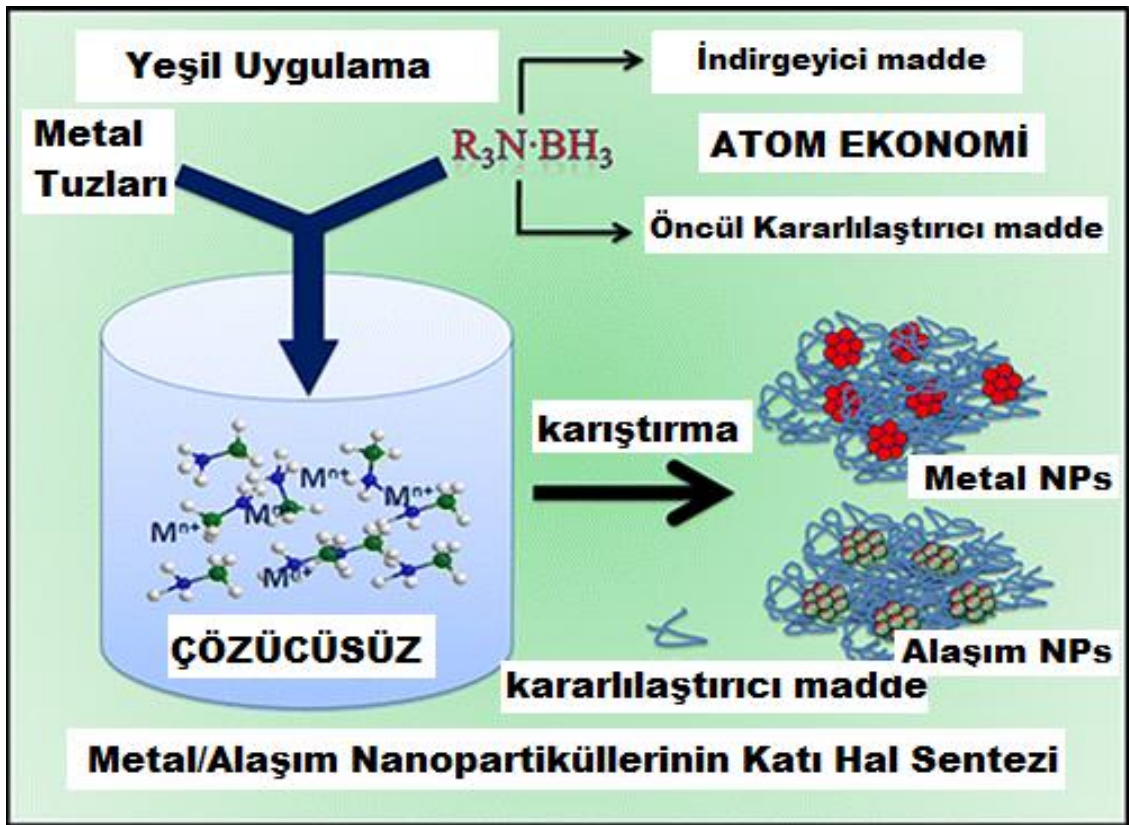 Yeşil Uygulama
İndirgeyici madde
Metal
Tuzları
R₃N·BH₃
ATOM EKONOMİ
Öncül Kararlılaştırıcı madde
karıştırma
Metal NPs
Mⁿ⁺
Mⁿ⁺
Mⁿ⁺
Mⁿ
Mⁿ⁺
ÇÖZÜCÜSÜZ
Alaşım NPs
kararlılaştırıcı madde
Metal/Alaşım Nanopartiküllerinin Katı Hal Sentezi